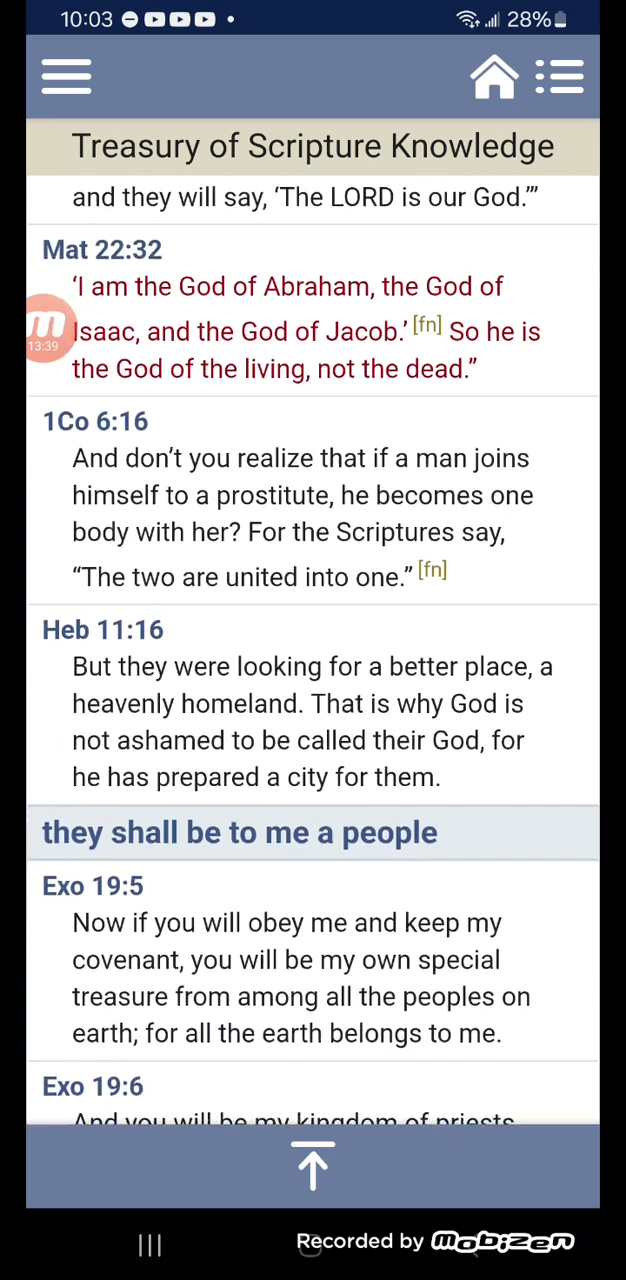 10:03
28%
Treasury of Scripture Knowledge
and they will say, ‘The LORD is our God.’”
Mat 22:32
‘I am the God of Abraham, the God of
Isaac, and the God of Jacob.’ [fn] So he is
the God of the living, not the dead.”
13:39
1Co 6:16
And don’t you realize that if a man joins
himself to a prostitute, he becomes one
body with her? For the Scriptures say,
“The two are united into one.” [fn]
Heb 11:16
But they were looking for a better place, a
heavenly homeland. That is why God is
not ashamed to be called their God, for
he has prepared a city for them.
they shall be to me a people
Exo 19:5
Now if you will obey me and keep my
covenant, you will be my own special
treasure from among all the peoples on
earth; for all the earth belongs to me.
Exo 19:6
And you will be my kingdom of priests,
Recorded by Mobizen